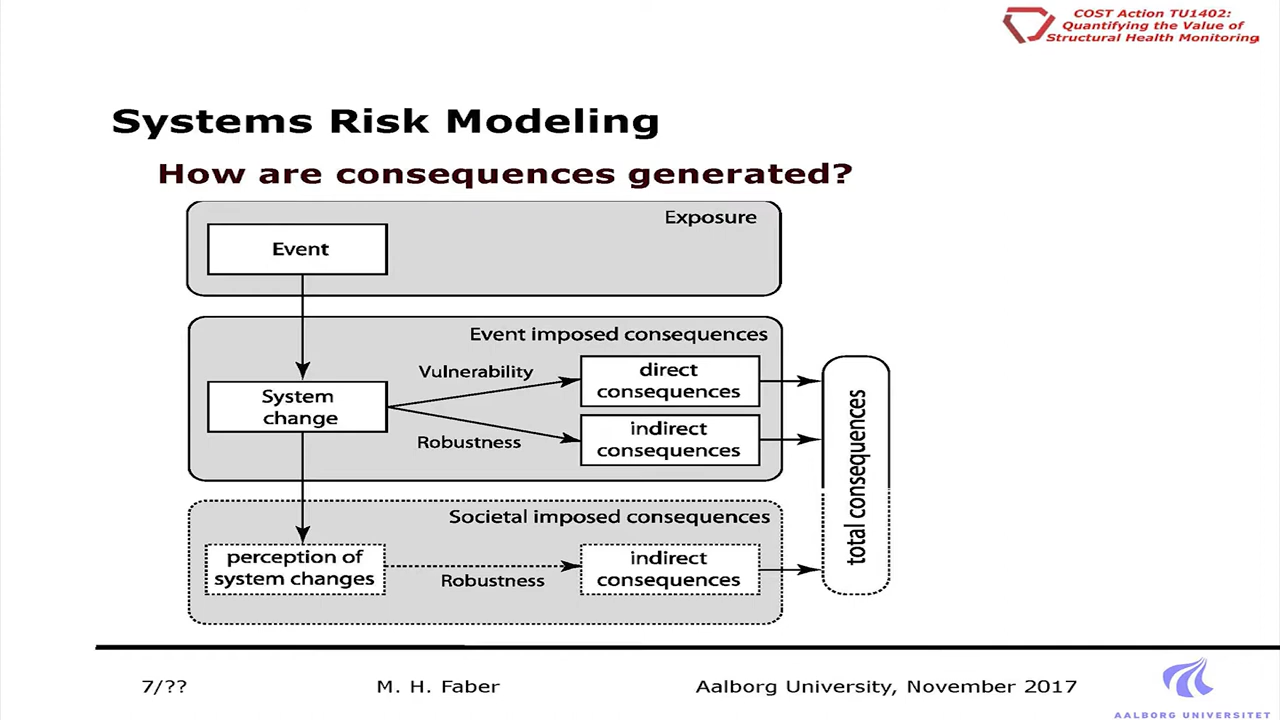 COST Action TU1402:
Quantifying the Value of
Structural Health Monitoring
Systems Risk Modeling
How are consequences generated?
Exposure
Event
Event imposed consequences
Vulnerability
direct
consequences
System
change
Robustness
indirect
consequences
total consequences
Societal imposed consequences
perception of
system changes
Robustness
indirect
consequences
7/??
M. H. Faber
Aalborg University, November 2017
AALBORG UNIVERSITET